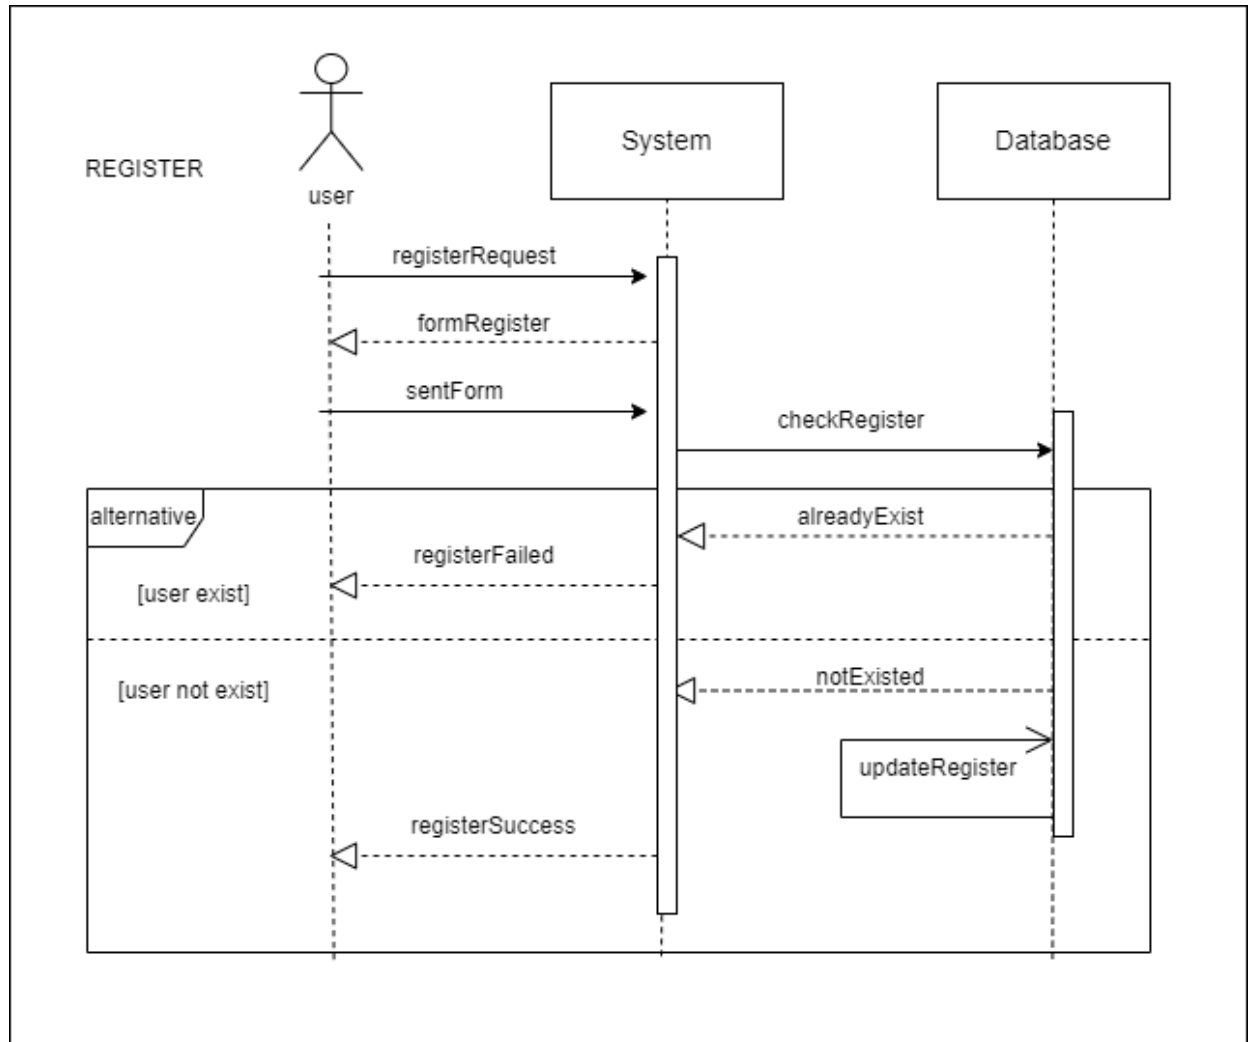 System
Database
REGISTER
user
registerRequest
formRegister
sentForm
checkRegister
alternative
alreadyExist
registerFailed
[user exist]
notExisted
[user not exist]
updateRegister
registerSuccess